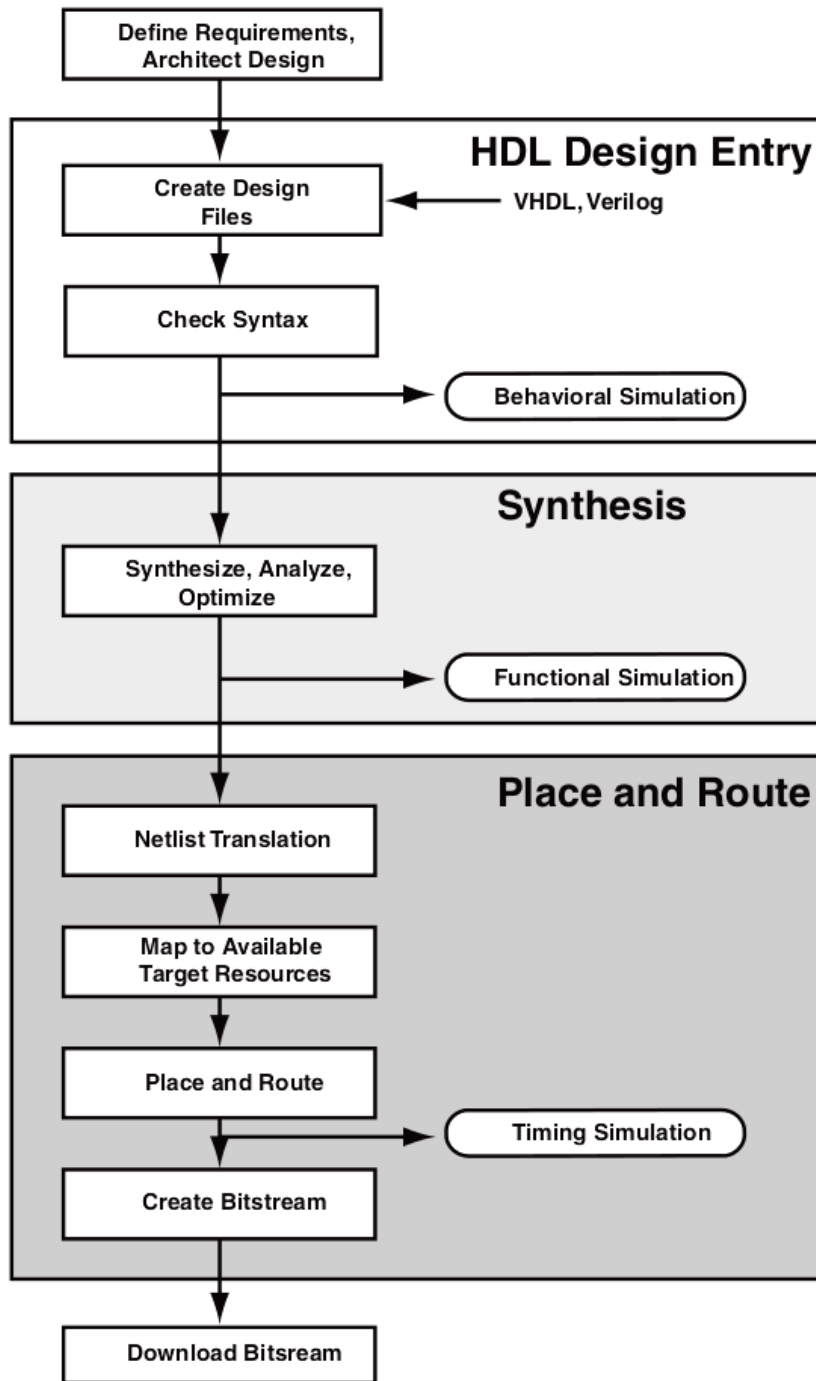 Define Requirements,
Architect Design
HDL Design Entry
Create Design
Files
VHDL, Verilog
Check Syntax
Behavioral Simulation
Synthesis
Synthesize, Analyze,
Optimize
Functional Simulation
Place and Route
Netlist Translation
Map to Available
Target Resources
Place and Route
Timing Simulation
Create Bitstream
Download Bitsream